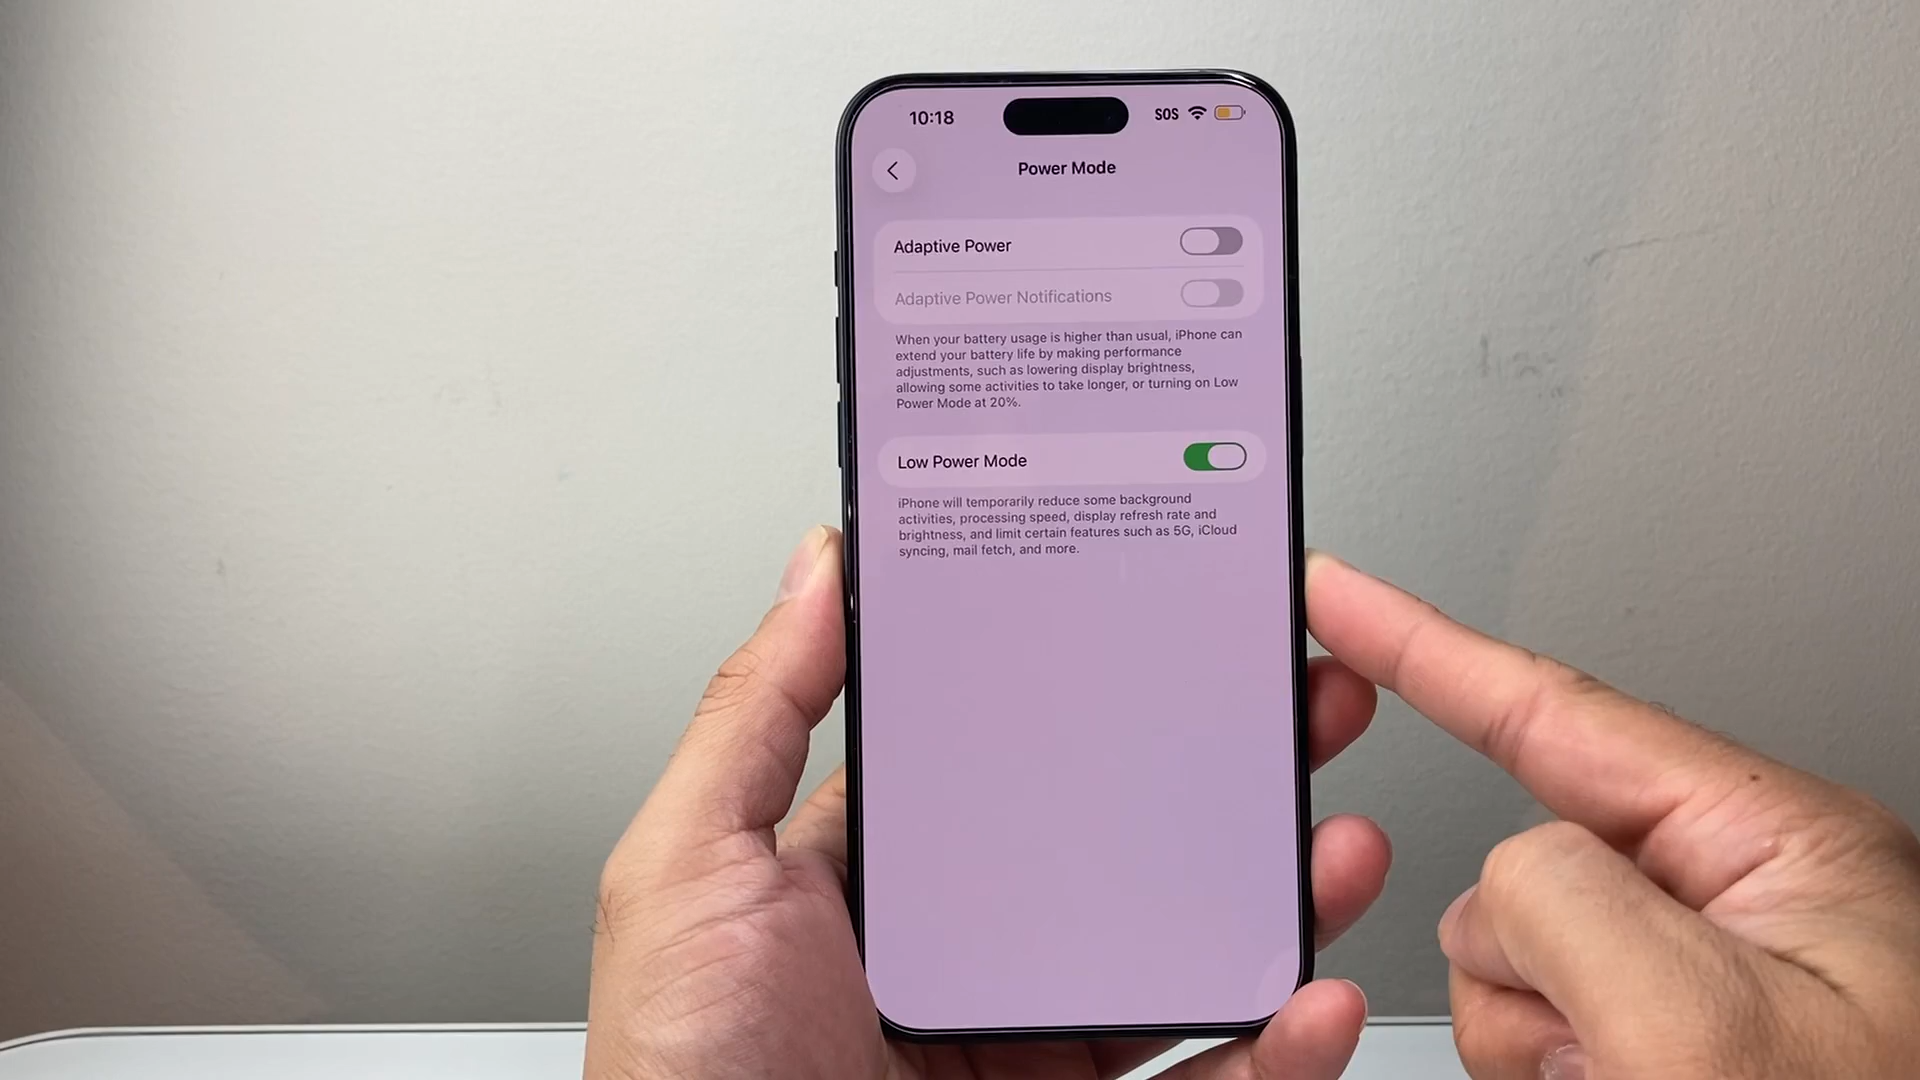 10:18
SOS
Power Mode
Adaptive Power
Adaptive Power Notifications
When your battery usage is higher than usual, iPhone can
extend your battery life by making performance
adjustments, such as lowering display brightness,
allowing some activities to take longer, or turning on Low
Power Mode at 20%.
Low Power Mode
iPhone will temporarily reduce some background
activities, processing speed, display refresh rate and
brightness, and limit certain features such as 5G, iCloud
syncing, mail fetch, and more.